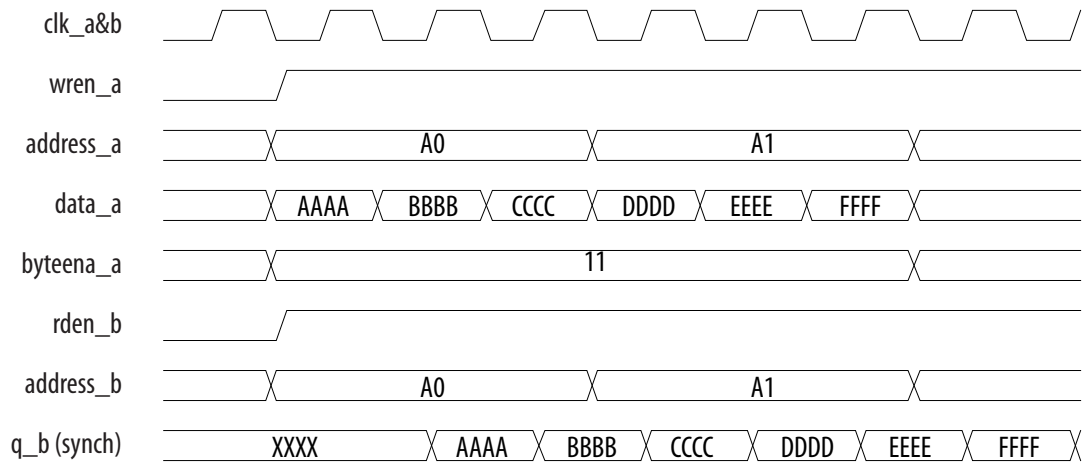 clk_a&b
wren_a
address_a A0 A1
data_a AAAA BBBB CCCC DDDD EEEE FFFF
byteena_a 11
rden_b
address_b A0 A1
q_b (synch) XXXX AAAA BBBB CCCC DDDD EEEE FFFF